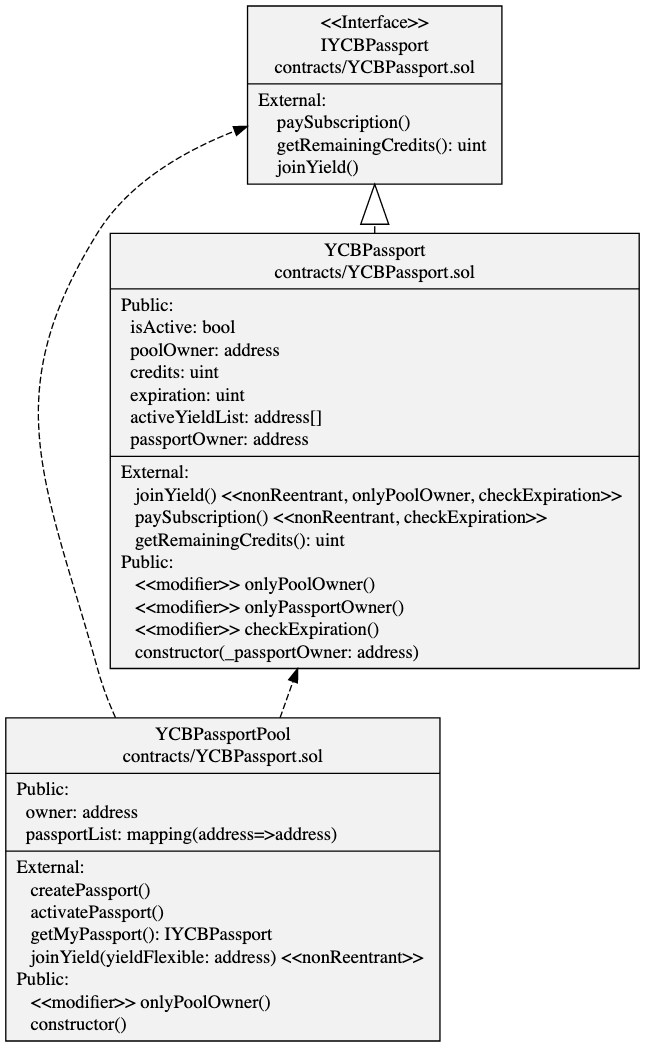 <<Interface>>
IYCBPassport
contracts/YCBPassport.sol
External:
paySubscription()
getRemainingCredits(): uint
joinYield()
YCBPassport
contracts/YCBPassport.sol
Public:
isActive: bool
poolOwner: address
credits: uint
expiration: uint
activeYieldList: address[]
passportOwner: address
External:
joinYield() <<nonReentrant, onlyPoolOwner, checkExpiration>>
paySubscription() <<nonReentrant, checkExpiration>>
getRemainingCredits(): uint
Public:
<<modifier>> onlyPoolOwner()
<<modifier>> onlyPassportOwner()
<<modifier>> checkExpiration()
constructor(_passportOwner: address)
YCBPassportPool
contracts/YCBPassport.sol
Public:
owner: address
passportList: mapping(address=>address)
External:
createPassport()
activatePassport()
getMyPassport(): IYCBPassport
joinYield(yieldFlexible: address) <<nonReentrant>>
Public:
<<modifier>> onlyPoolOwner()
constructor()